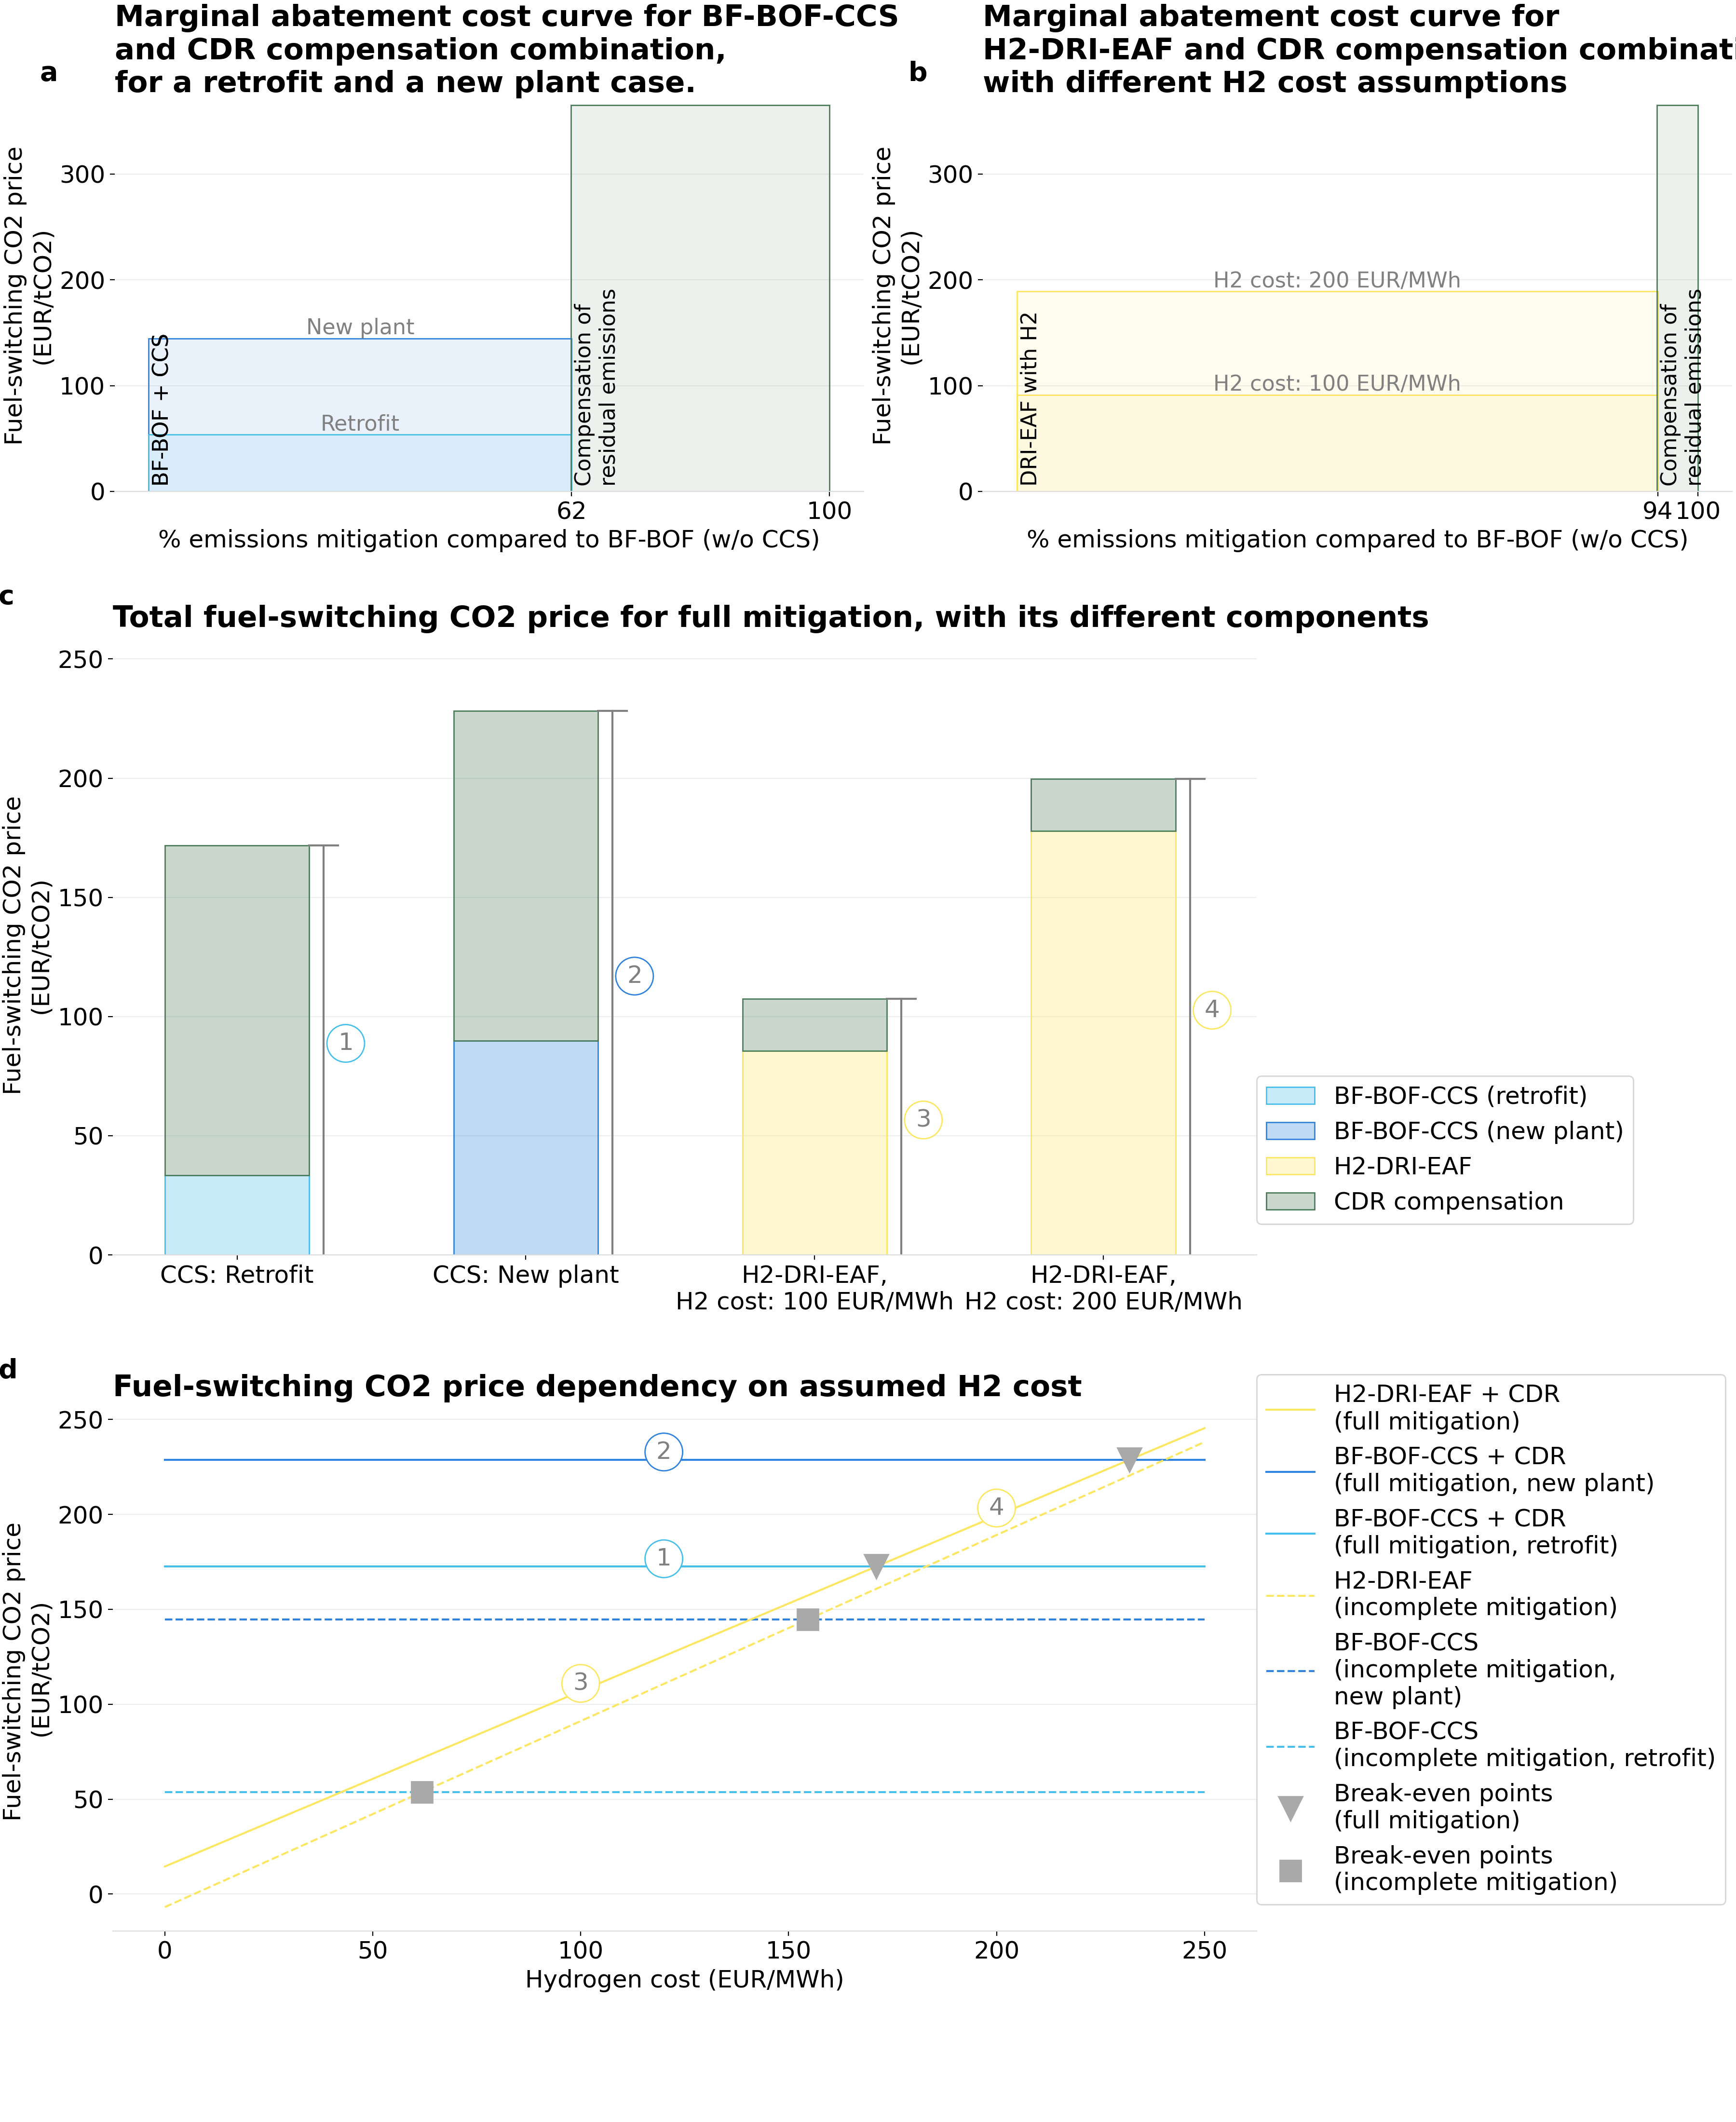 Marginal abatement cost curve for BF-BOF-CCS
and CDR compensation combination,
for a retrofit and a new plant case.
a
Fuel-switching CO2 price
(EUR/tCO2)
300
200
100
0
New plant
Retrofit
BF-BOF + CCS
Compensation of
residual emissions
62
100
% emissions mitigation compared to BF-BOF (w/o CCS)
Marginal abatement cost curve for
H2-DRI-EAF and CDR compensation combinati
with different H2 cost assumptions
b
Fuel-switching CO2 price
(EUR/tCO2)
300
200
100
0
H2 cost: 200 EUR/MWh
H2 cost: 100 EUR/MWh
DRI-EAF with H2
Compensation of
residual emissions
94
100
% emissions mitigation compared to BF-BOF (w/o CCS)
c
Total fuel-switching CO2 price for full mitigation, with its different components
Fuel-switching CO2 price
(EUR/tCO2)
250
200
150
100
50
0
1
2
3
4
CCS: Retrofit
CCS: New plant
H2-DRI-EAF,
H2 cost: 100 EUR/MWh
H2-DRI-EAF,
H2 cost: 200 EUR/MWh
BF-BOF-CCS (retrofit)
BF-BOF-CCS (new plant)
H2-DRI-EAF
CDR compensation
d
Fuel-switching CO2 price dependency on assumed H2 cost
Fuel-switching CO2 price
(EUR/tCO2)
250
200
150
100
50
0
2
1
4
3
0
50
100
150
200
250
Hydrogen cost (EUR/MWh)
H2-DRI-EAF + CDR
(full mitigation)
BF-BOF-CCS + CDR
(full mitigation, new plant)
BF-BOF-CCS + CDR
(full mitigation, retrofit)
H2-DRI-EAF
(incomplete mitigation)
BF-BOF-CCS
(incomplete mitigation,
new plant)
BF-BOF-CCS
(incomplete mitigation, retrofit)
Break-even points
(full mitigation)
Break-even points
(incomplete mitigation)